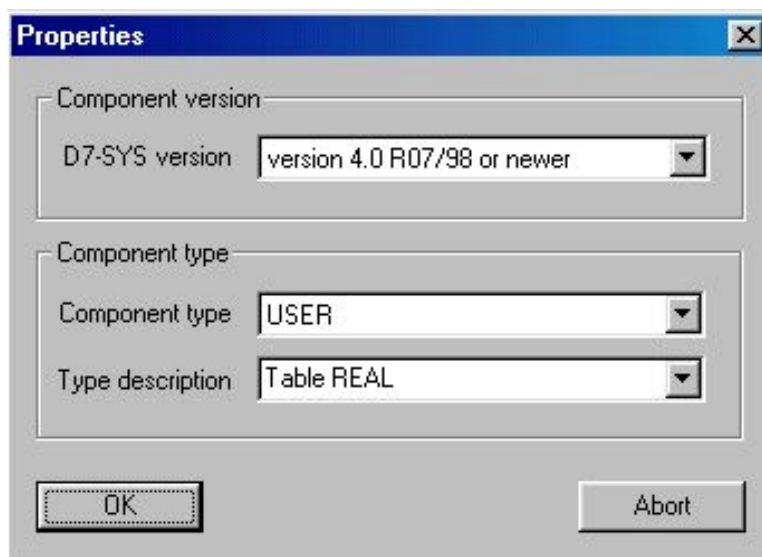 Properties
Component version
D7-SYS version version 4.0 R07/98 or newer
Component type
Component type USER
Type description Table REAL
OK Abort